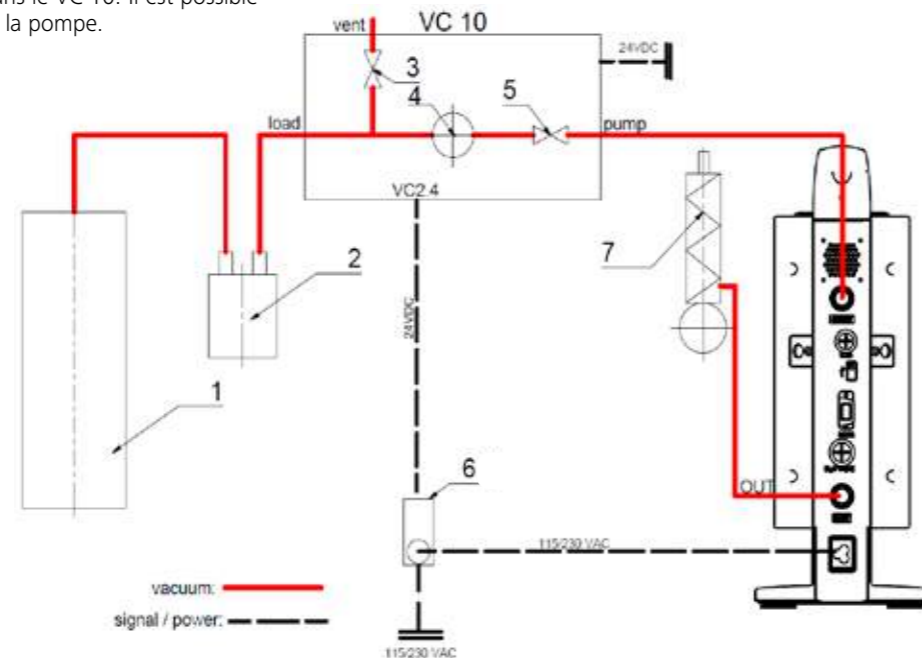 ans le VC 10. Il est possible
la pompe.
vent
VC 10
24VDC
3
4
5
load
pump
VC2.4
2
7
24VDC
1
6
OUT
115/230 VAC
vacuum:
signal / power:
115/230 VAC